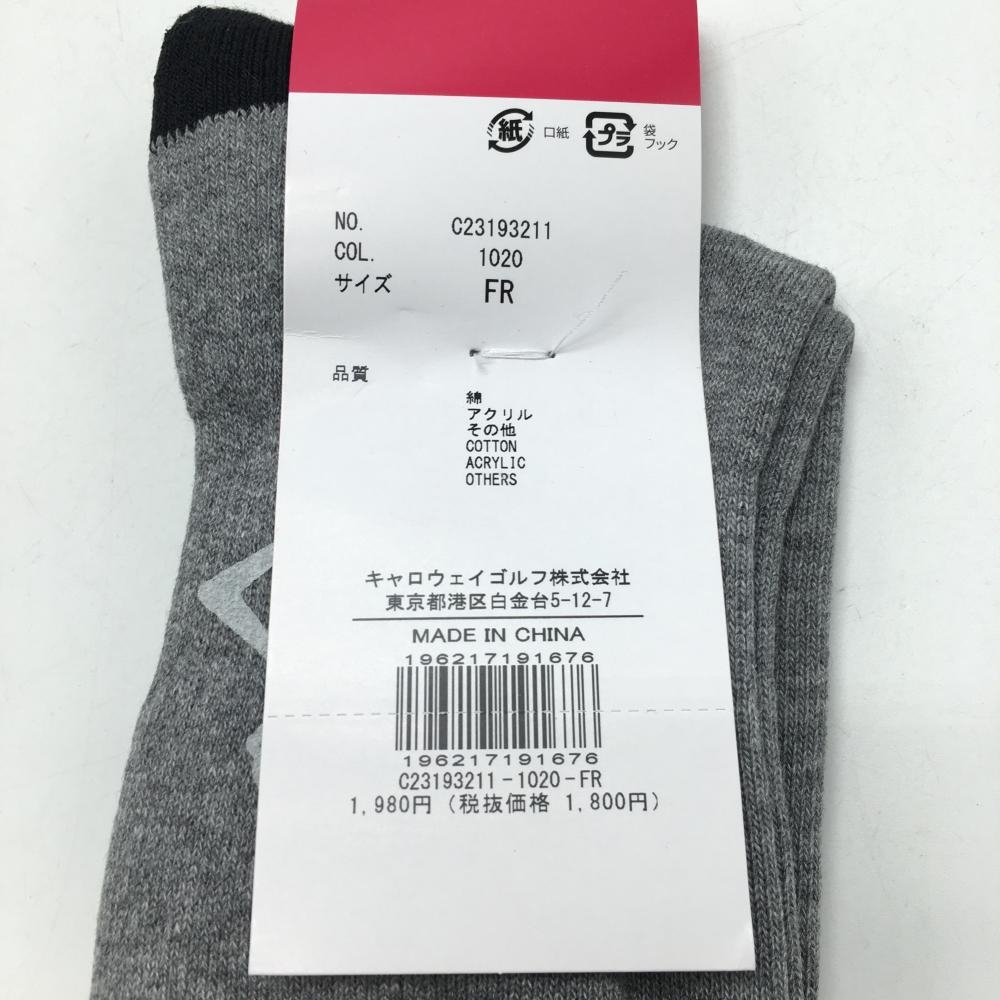 紙 口紙 プラ 袋
フック
NO. C23193211
COL. 1020
サイズ FR
品質
綿
アクリル
その他
COTTON
ACRYLIC
OTHERS
キャロウェイゴルフ株式会社
東京都港区白金台5-12-7
MADE IN CHINA
196217191676
196217191676
C23193211-1020-FR
1,980円 (税抜価格 1,800円)